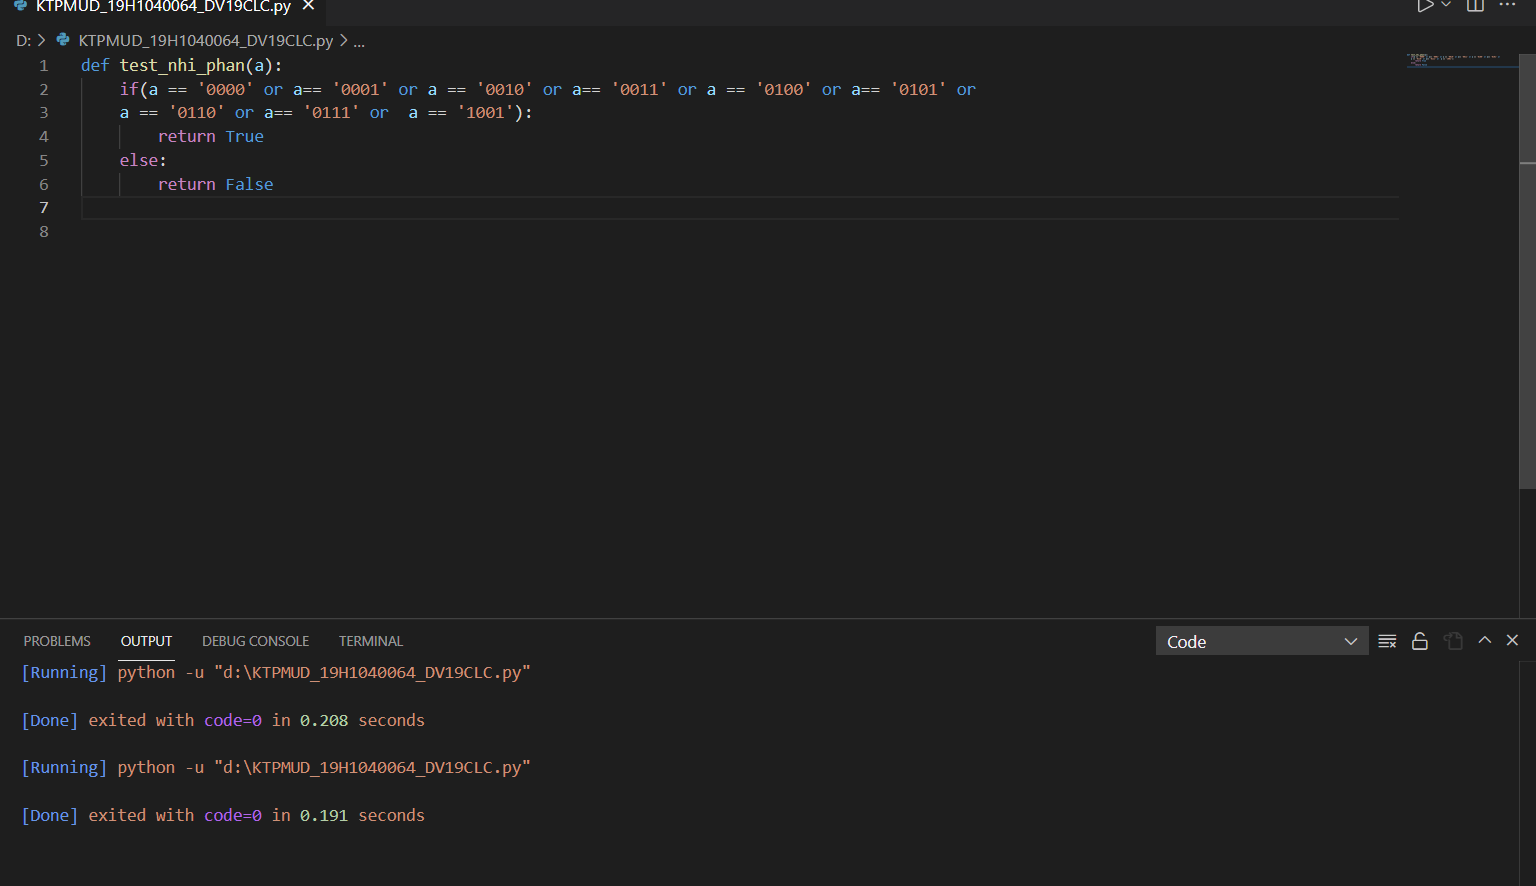 KTPMUD_19H1040064_DV19CLC.py
D: > KTPMUD_19H1040064_DV19CLC.py > ...
1 def test_nhi_phan(a):
2     if(a == '0000' or a== '0001' or a == '0010' or a== '0011' or a == '0100' or a== '0101' or
3     a == '0110' or a== '0111' or  a == '1001'):
4         return True
5     else:
6         return False
7
8
PROBLEMS OUTPUT DEBUG CONSOLE TERMINAL Code
[Running] python -u "d:\KTPMUD_19H1040064_DV19CLC.py"
[Done] exited with code=0 in 0.208 seconds
[Running] python -u "d:\KTPMUD_19H1040064_DV19CLC.py"
[Done] exited with code=0 in 0.191 seconds